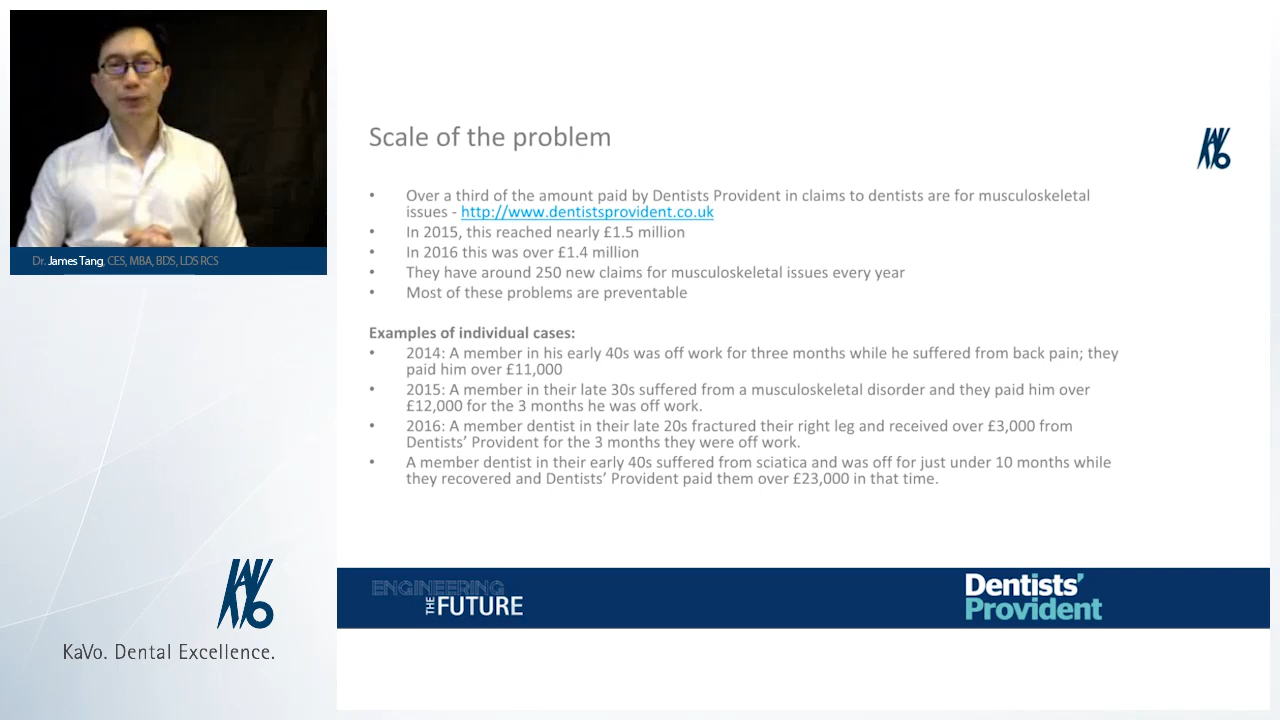 Dr. James Tang, CES, MBA, BDS, LDS RCS
KaVo
KaVo. Dental Excellence.
Scale of the problem
KaVo
• Over a third of the amount paid by Dentists Provident in claims to dentists are for musculoskeletal
issues - http://www.dentistsprovident.co.uk
• In 2015, this reached nearly £1.5 million
• In 2016 this was over £1.4 million
• They have around 250 new claims for musculoskeletal issues every year
• Most of these problems are preventable
Examples of individual cases:
• 2014: A member in his early 40s was off work for three months while he suffered from back pain; they
paid him over £11,000
• 2015: A member in their late 30s suffered from a musculoskeletal disorder and they paid him over
£12,000 for the 3 months he was off work.
• 2016: A member dentist in their late 20s fractured their right leg and received over £3,000 from
Dentists’ Provident for the 3 months they were off work.
• A member dentist in their early 40s suffered from sciatica and was off for just under 10 months while
they recovered and Dentists’ Provident paid them over £23,000 in that time.
ENGINEERING
THE FUTURE
Dentists’
Provident